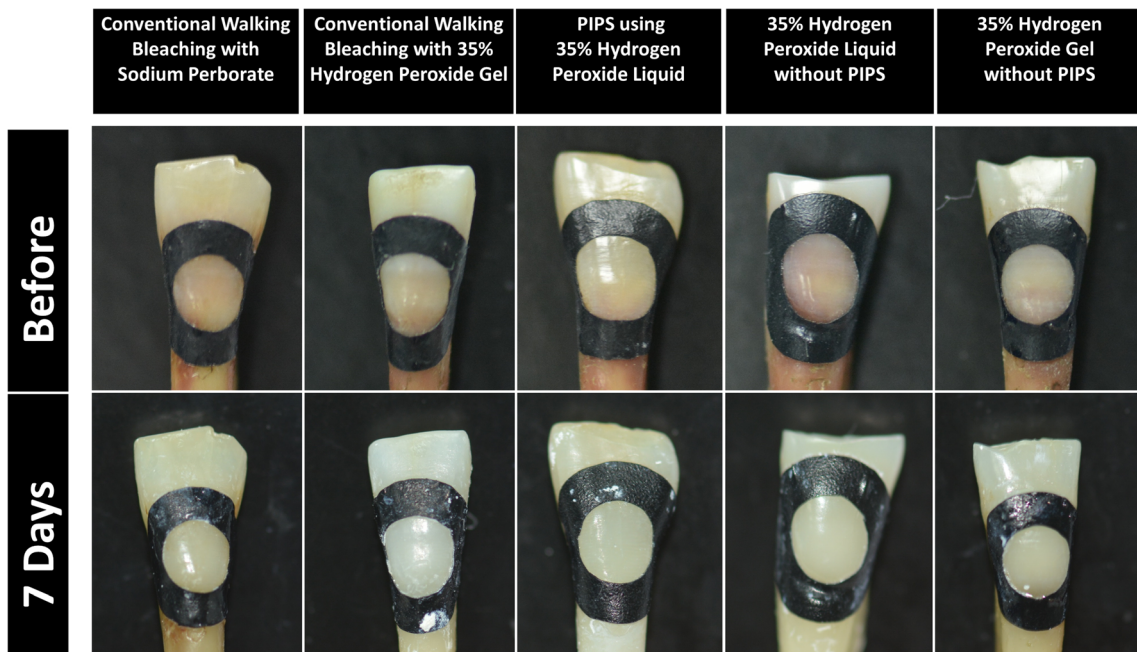 Conventional Walking
Bleaching with
Sodium Perborate
Conventional Walking
Bleaching with 35%
Hydrogen Peroxide Gel
PIPS using
35% Hydrogen
Peroxide Liquid
35% Hydrogen
Peroxide Liquid
without PIPS
35% Hydrogen
Peroxide Gel
without PIPS
Before
7 Days